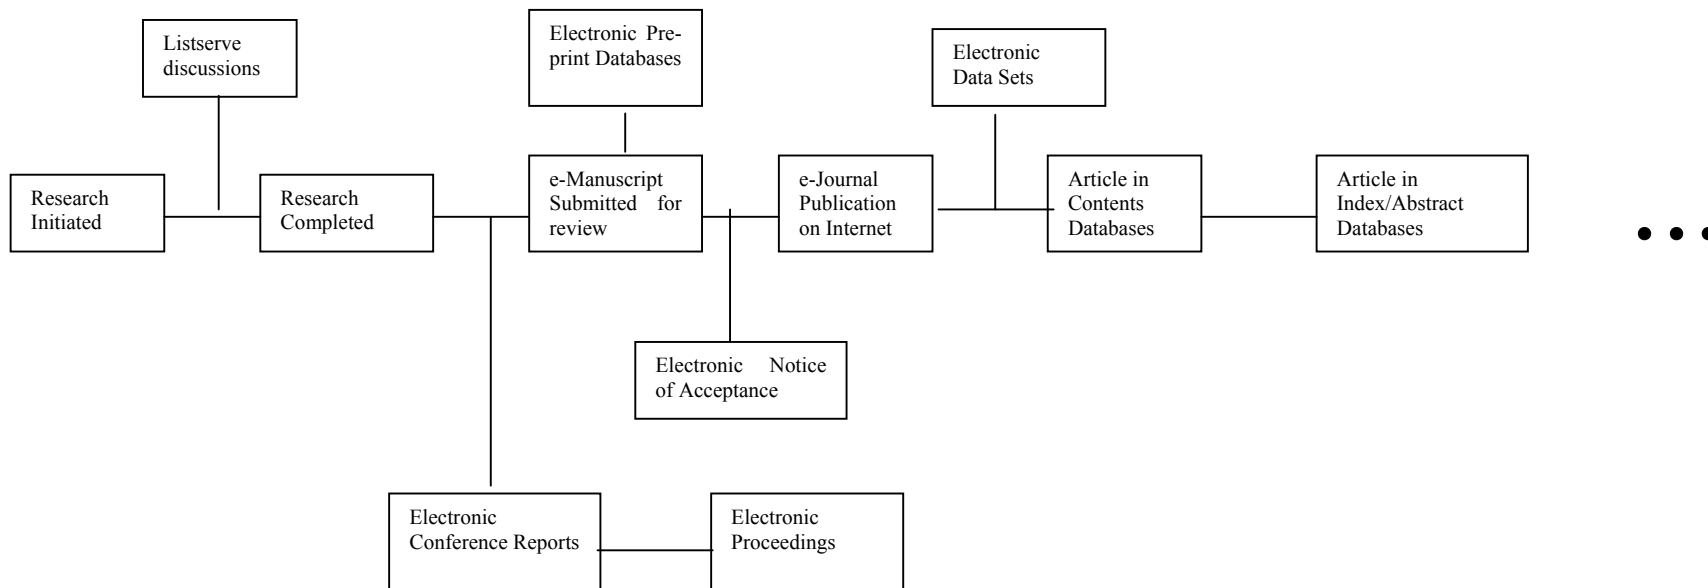 Listserve
discussions
Electronic Pre-
print Databases
Electronic
Data Sets
Research
Initiated
Research
Completed
e-Manuscript
Submitted for
review
e-Journal
Publication
on Internet
Article in
Contents
Databases
Article in
Index/Abstract
Databases
Electronic Notice
of Acceptance
Electronic
Conference Reports
Electronic
Proceedings